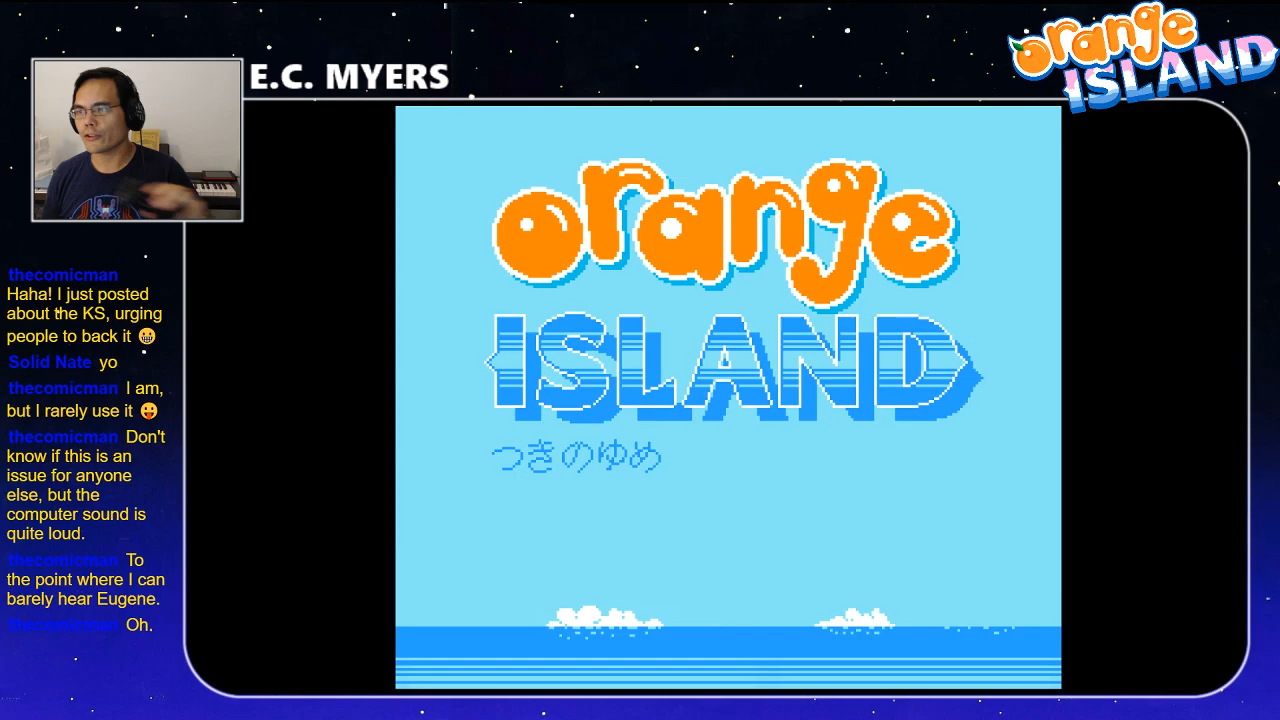 orange
ISLAND
E.C. MYERS
orange
ISLAND
つきのゆめ
thecomicman
Haha! I just posted
about the KS, urging
people to back it 😀
Solid Nate yo
thecomicman I am,
but I rarely use it 😛
thecomicman Don't
know if this is an
issue for anyone
else, but the
computer sound is
quite loud.
thecomicman To
the point where I can
barely hear Eugene.
thecomicman Oh.